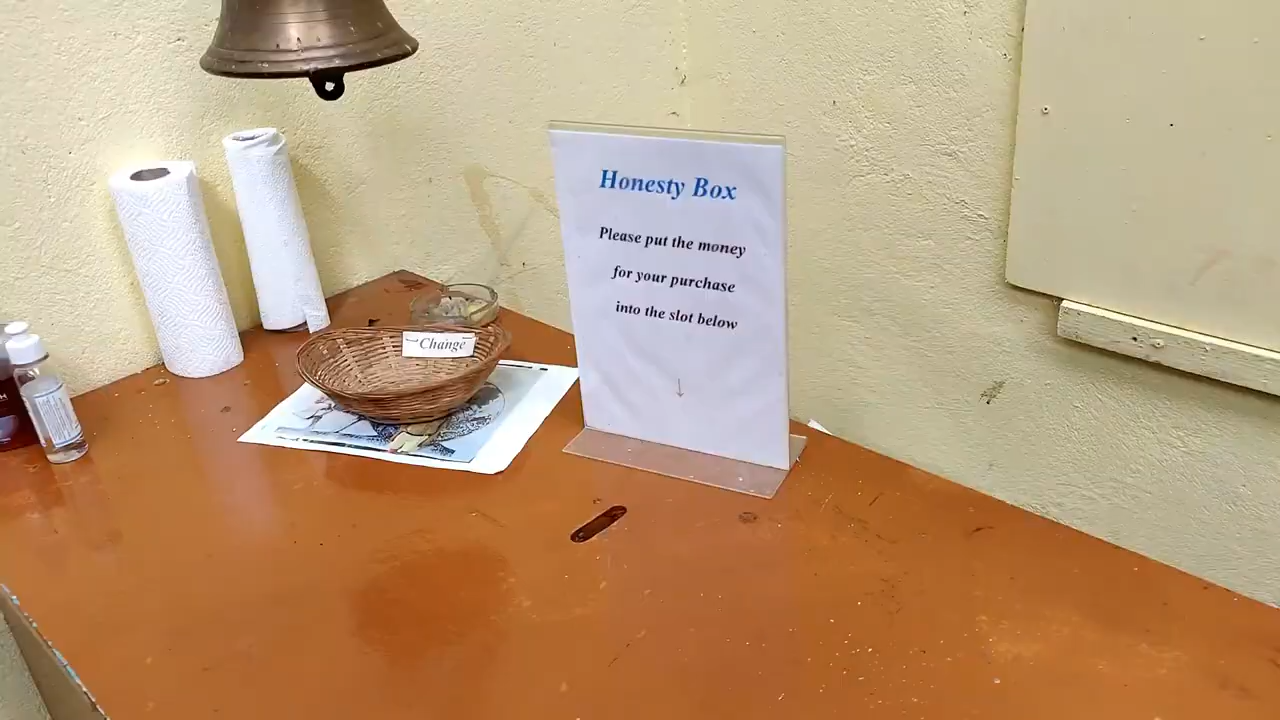 Honesty Box
Please put the money
for your purchase
into the slot below
Change